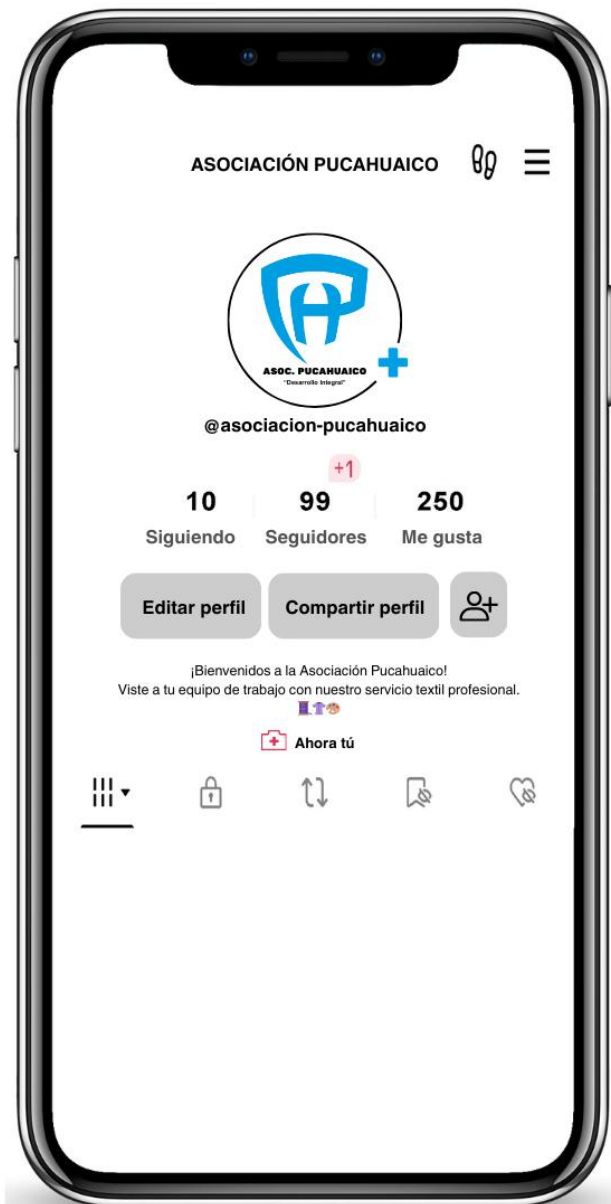 ASOCIACIÓN PUCAHUAICO
ASOC. PUCAHUAICO
"Desarrollo Integral"
@asociacion-pucahuaico
+1
10 99 250
Siguiendo Seguidores Me gusta
Editar perfil Compartir perfil
¡Bienvenidos a la Asociación Pucahuaico!
Viste a tu equipo de trabajo con nuestro servicio textil profesional.
🧵👚🎨
Ahora tú